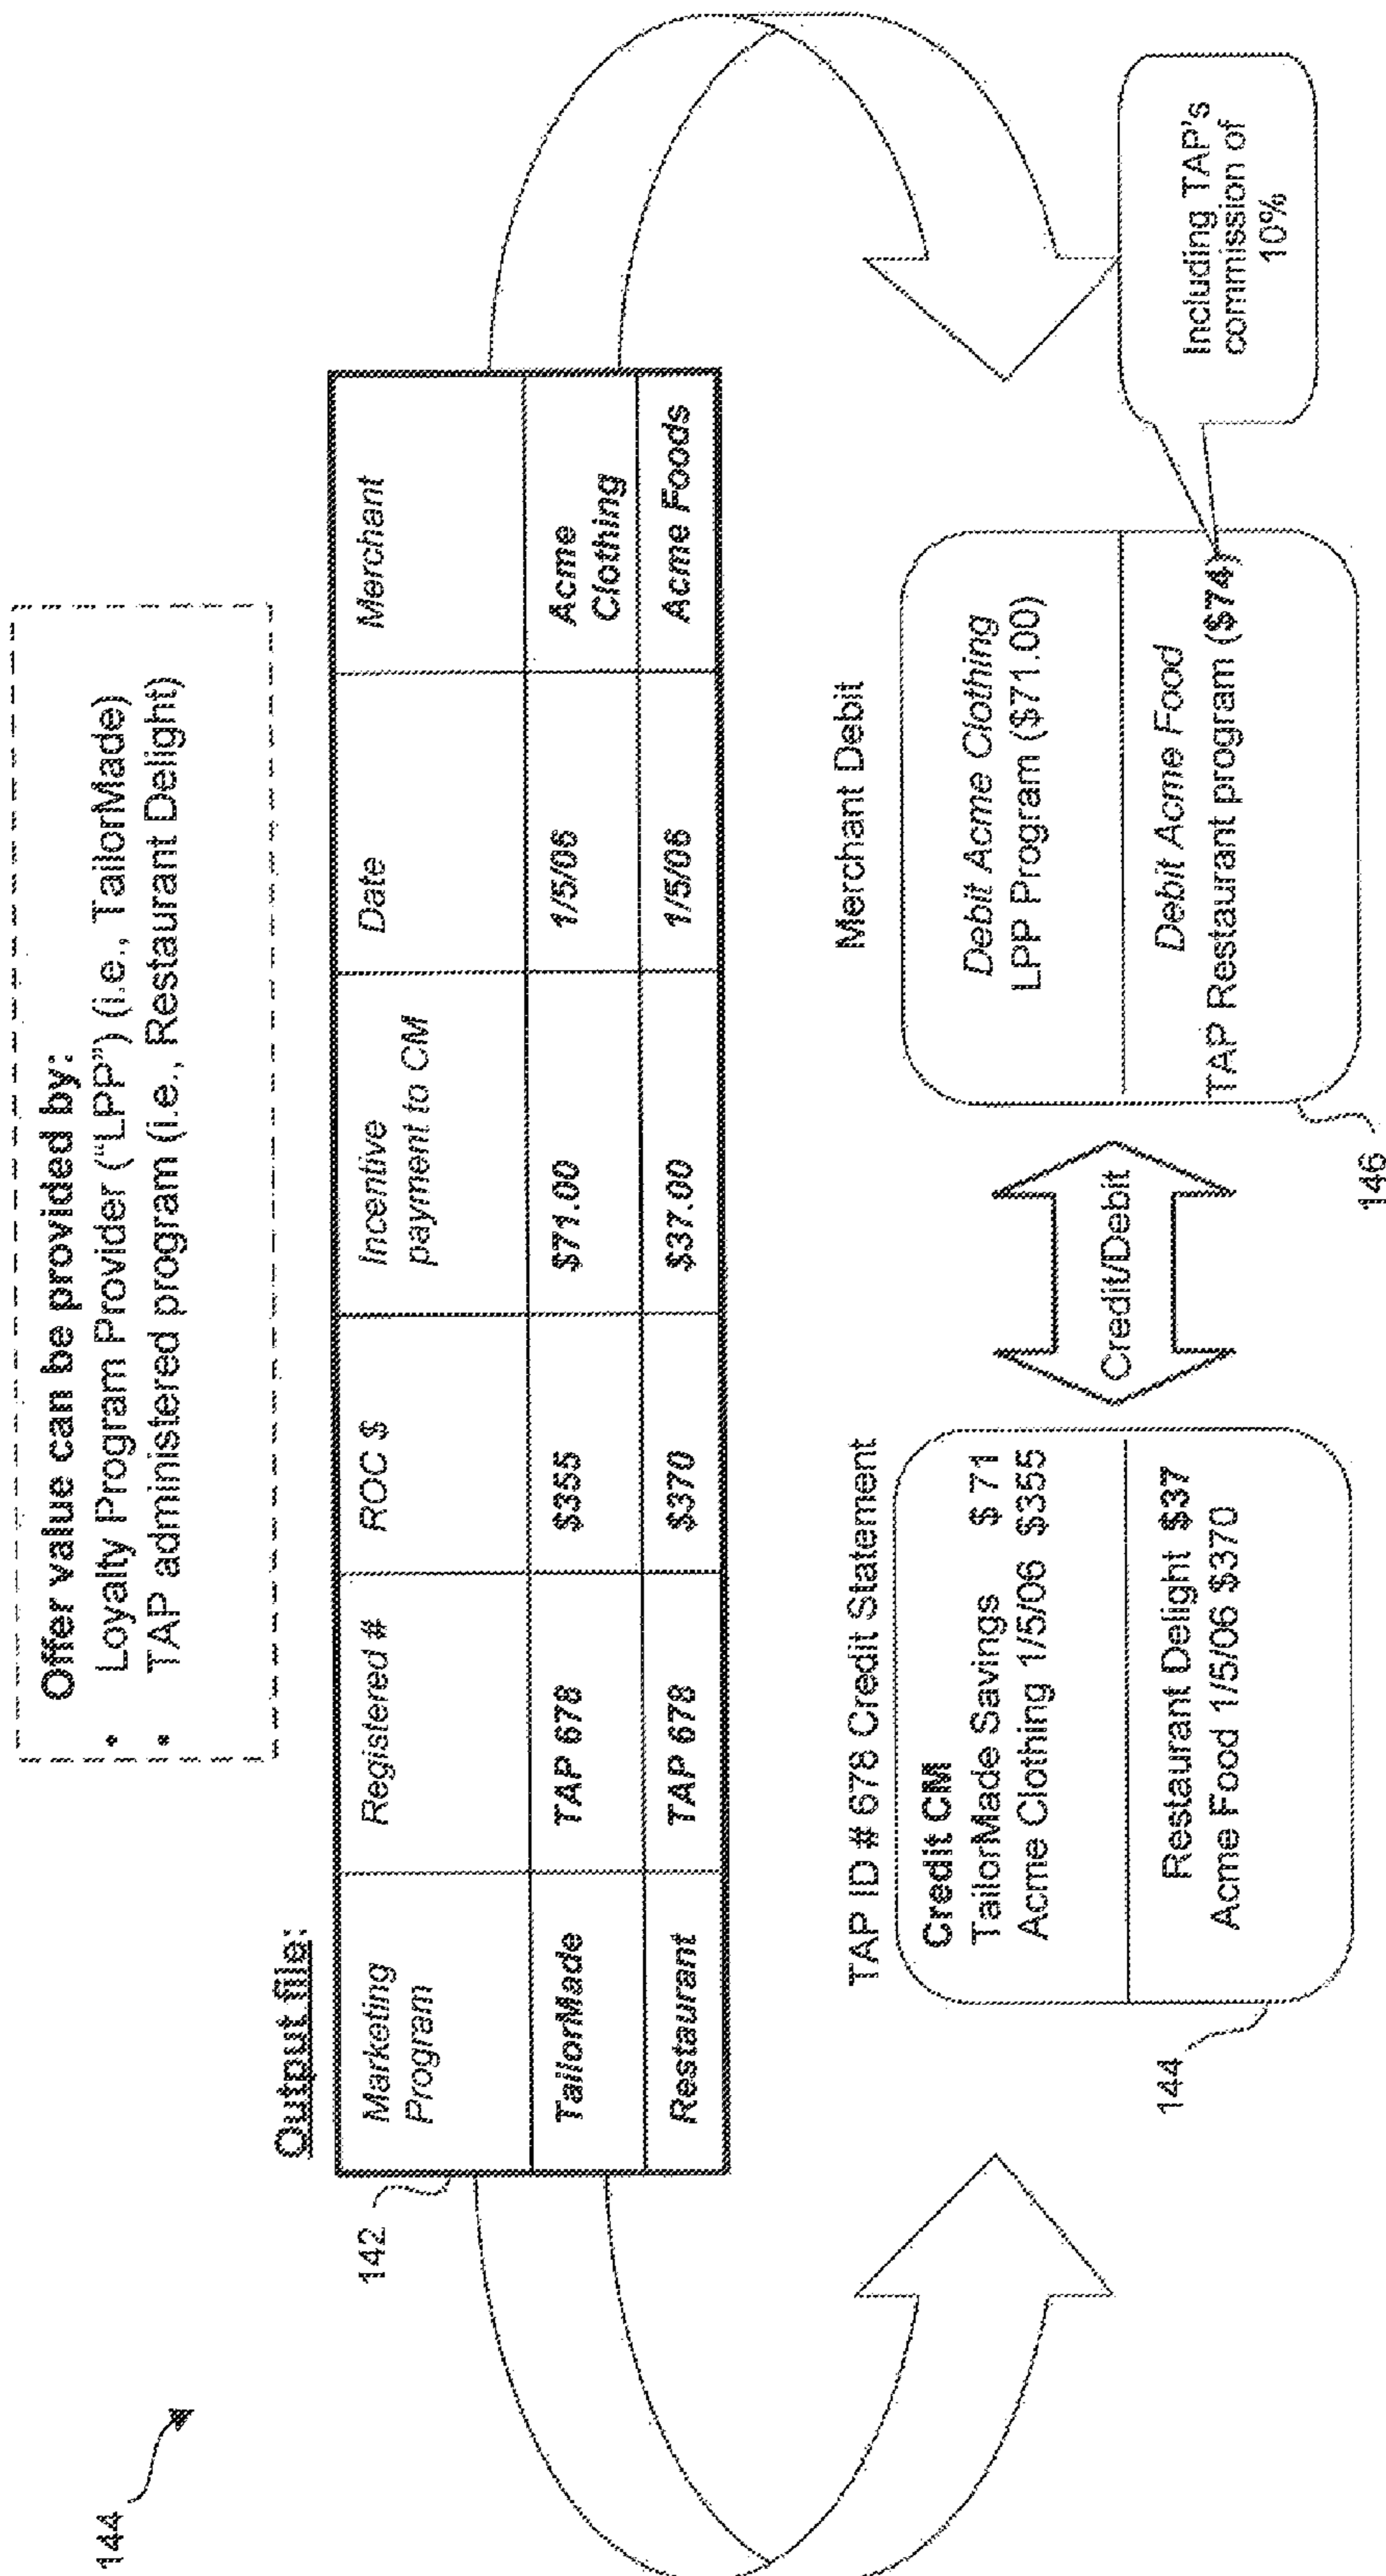 144
Offer value can be provided by:
• Loyalty Program Provider ("LPP") (i.e., TailorMade)
• TAP administered program (i.e., Restaurant Delight)
Output file:
142
Marketing Program
Registered #
ROC $
Incentive payment to CM
Date
Merchant
TailorMade
TAP 678
$355
$71.00
1/5/06
Acme Clothing
Restaurant
TAP 678
$370
$37.00
1/5/06
Acme Foods
TAP ID # 678 Credit Statement
Credit CM
TailorMade Savings $ 71
Acme Clothing 1/5/06 $355
Restaurant Delight $37
Acme Food 1/5/06 $370
144
Credit/Debit
Merchant Debit
Debit Acme Clothing
LPP Program ($71.00)
Debit Acme Food
TAP Restaurant program ($74)
146
Including TAP's
commission of
10%